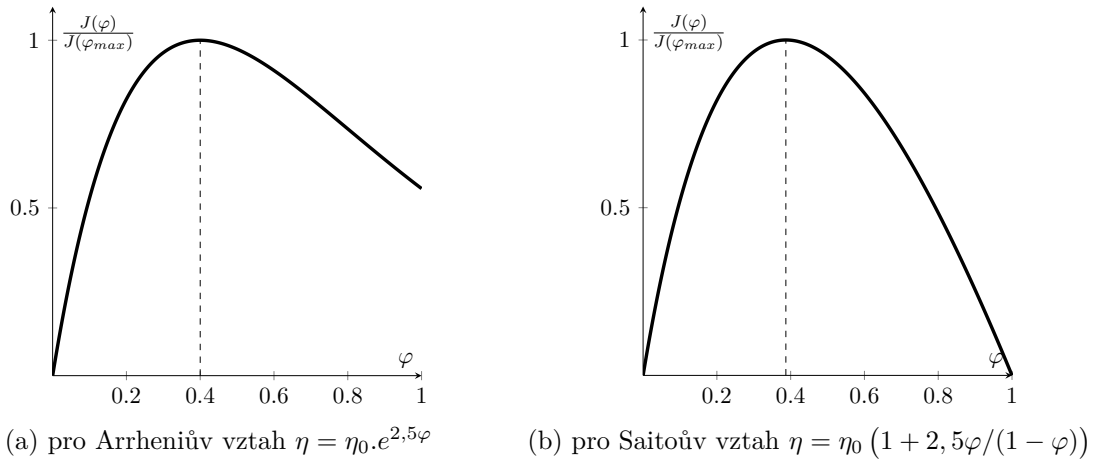 J(φ)/J(φ_max)
1
0.5
φ
0.2 0.4 0.6 0.8 1
(a) pro Arrheniův vztah η = η₀.e^{2,5φ}
J(φ)/J(φ_max)
1
0.5
φ
0.2 0.4 0.6 0.8 1
(b) pro Saitoův vztah η = η₀ (1 + 2, 5φ/(1 − φ))